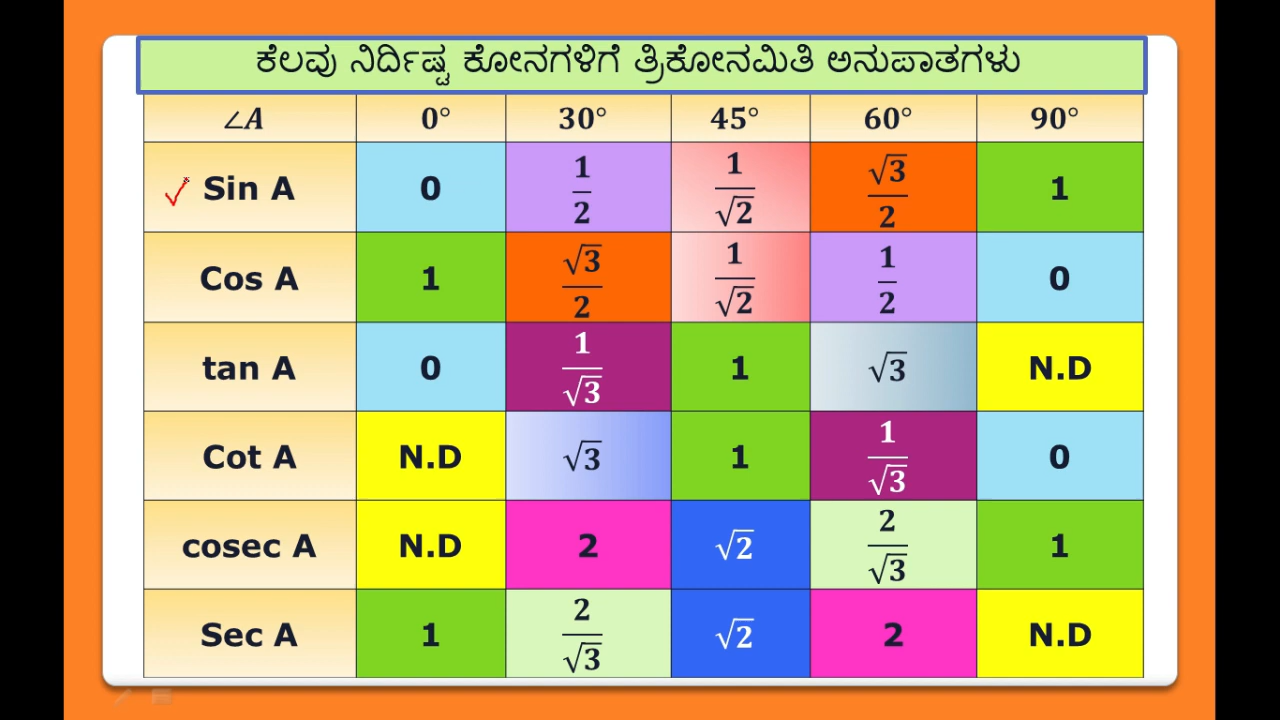 ಕೆಲವು ನಿರ್ದಿಷ್ಟ ಕೋನಗಳಿಗೆ ತ್ರಿಕೋನಮಿತಿ ಅನುಪಾತಗಳು
∠A 0° 30° 45° 60° 90°
Sin A 0 1/2 1/√2 √3/2 1
Cos A 1 √3/2 1/√2 1/2 0
tan A 0 1/√3 1 √3 N.D
Cot A N.D √3 1 1/√3 0
cosec A N.D 2 √2 2/√3 1
Sec A 1 2/√3 √2 2 N.D